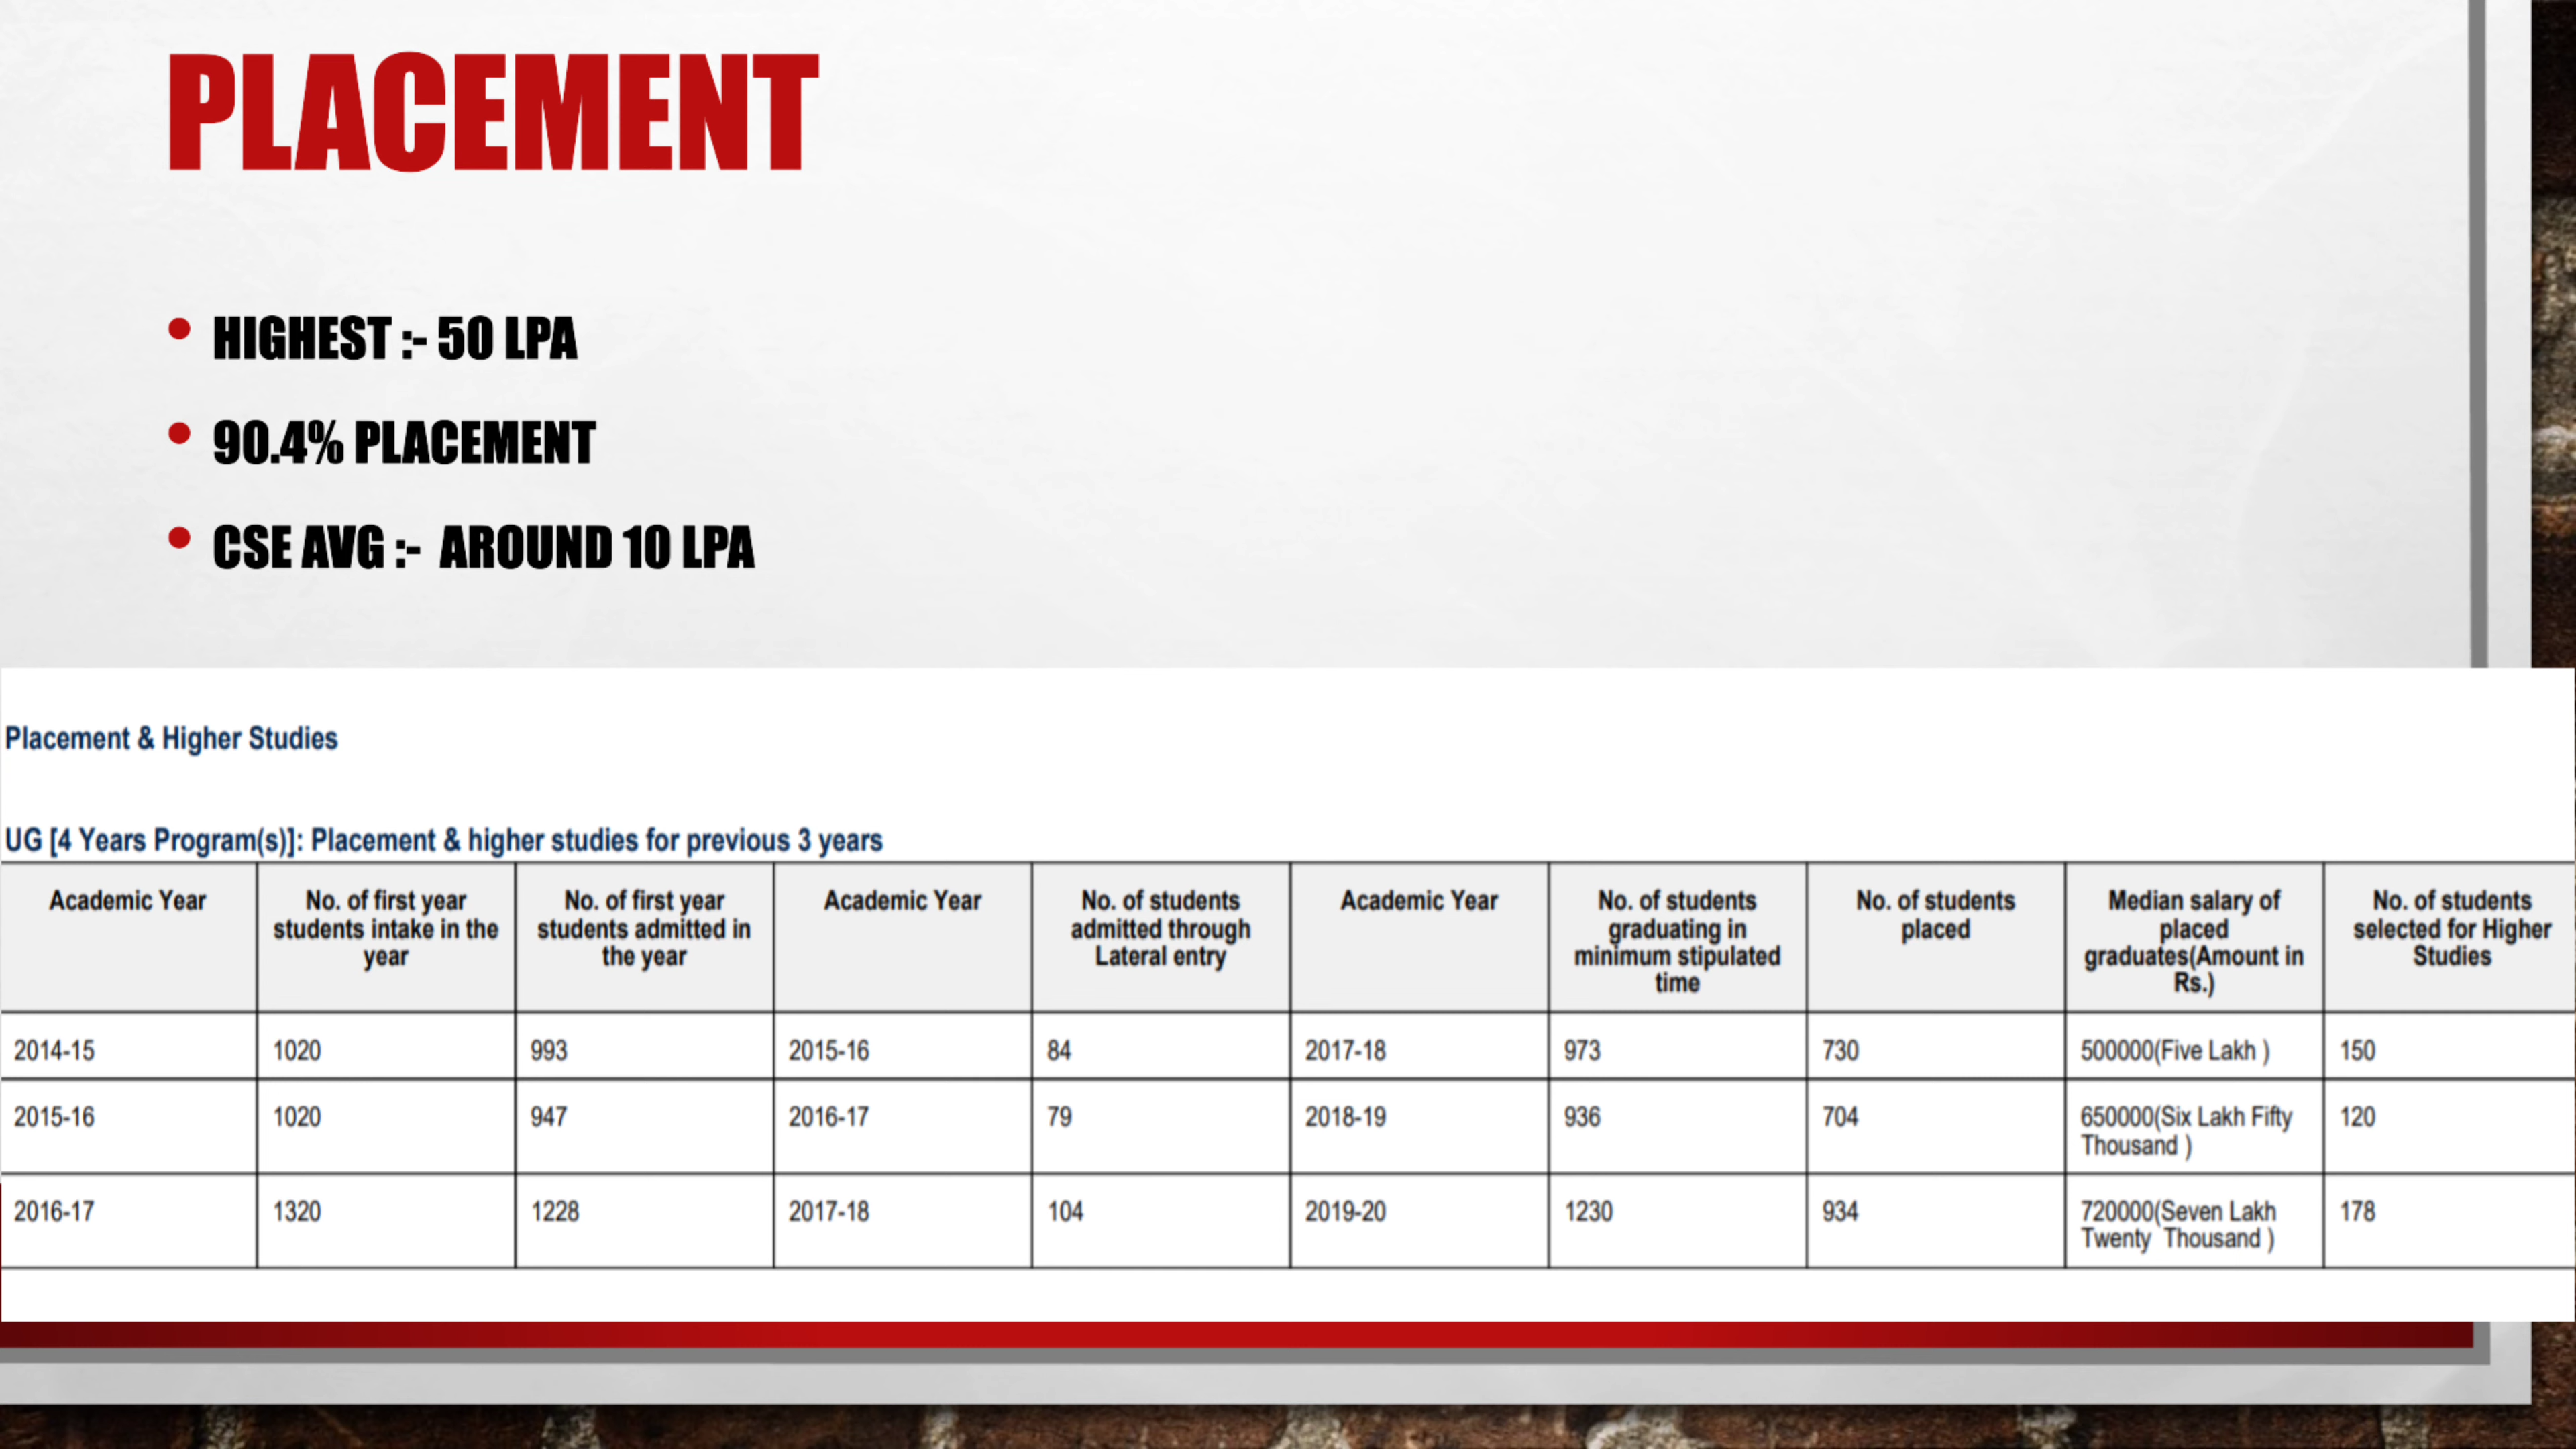 PLACEMENT
• HIGHEST :- 50 LPA
• 90.4% PLACEMENT
• CSE AVG :- AROUND 10 LPA
Placement & Higher Studies
UG [4 Years Program(s)]: Placement & higher studies for previous 3 years
Academic Year No. of first year students intake in the year No. of first year students admitted in the year Academic Year No. of students admitted through Lateral entry Academic Year No. of students graduating in minimum stipulated time No. of students placed Median salary of placed graduates(Amount in Rs.) No. of students selected for Higher Studies
2014-15 1020 993 2015-16 84 2017-18 973 730 500000(Five Lakh ) 150
2015-16 1020 947 2016-17 79 2018-19 936 704 650000(Six Lakh Fifty Thousand ) 120
2016-17 1320 1228 2017-18 104 2019-20 1230 934 720000(Seven Lakh Twenty Thousand ) 178